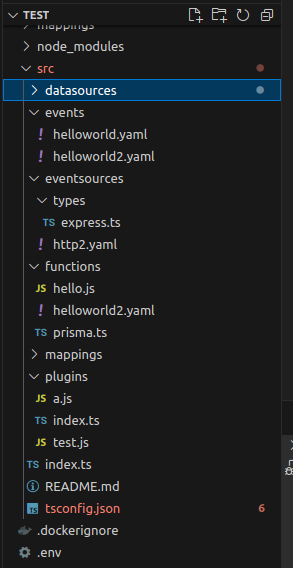 TEST
mappings
node_modules
src
datasources
events
! helloworld.yaml
! helloworld2.yaml
eventsources
types
TS express.ts
! http2.yaml
functions
JS hello.js
! helloworld2.yaml
TS prisma.ts
mappings
plugins
JS a.js
TS index.ts
JS test.js
TS index.ts
README.md
TS tsconfig.json 6
.dockerignore
.env